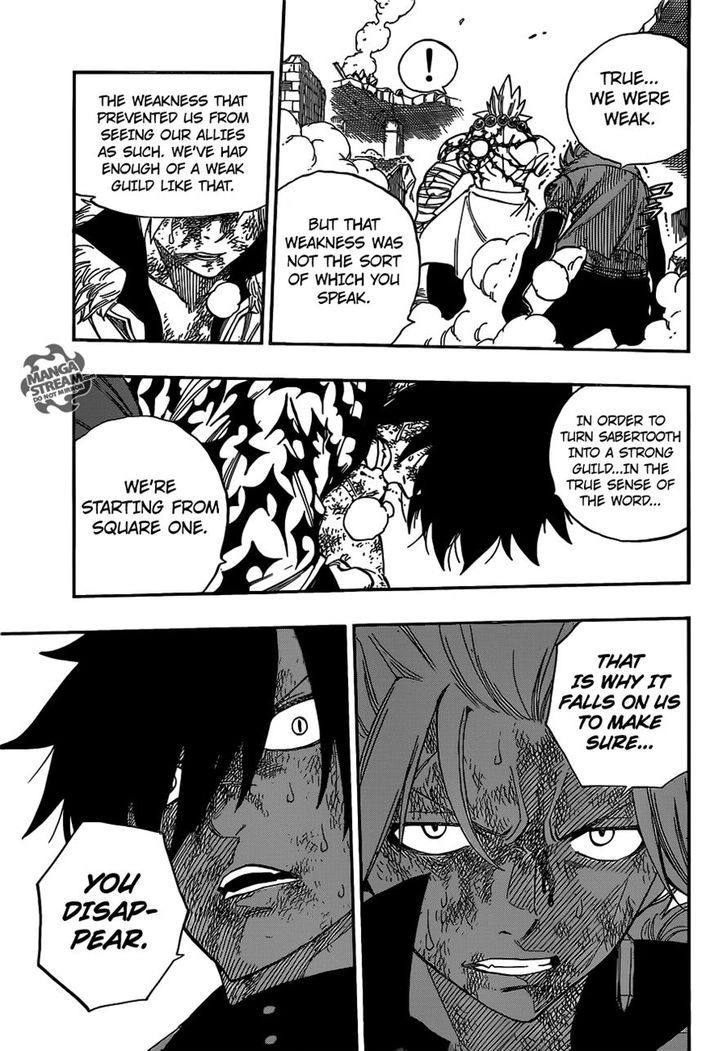 TRUE...
WE WERE
WEAK.
!
BUT THAT
WEAKNESS WAS
NOT THE SORT
OF WHICH YOU
SPEAK.
THE WEAKNESS THAT
PREVENTED US FROM
SEEING OUR ALLIES
AS SUCH. WE'VE HAD
ENOUGH OF A WEAK
GUILD LIKE THAT.
MANGA
STREAM.COM
DO NOT MIRROR
IN ORDER TO
TURN SABERTOOTH
INTO A STRONG
GUILD...IN THE
TRUE SENSE OF
THE WORD...
WE'RE
STARTING FROM
SQUARE ONE.
THAT
IS WHY IT
FALLS ON US
TO MAKE
SURE...
YOU
DISAP-
PEAR.